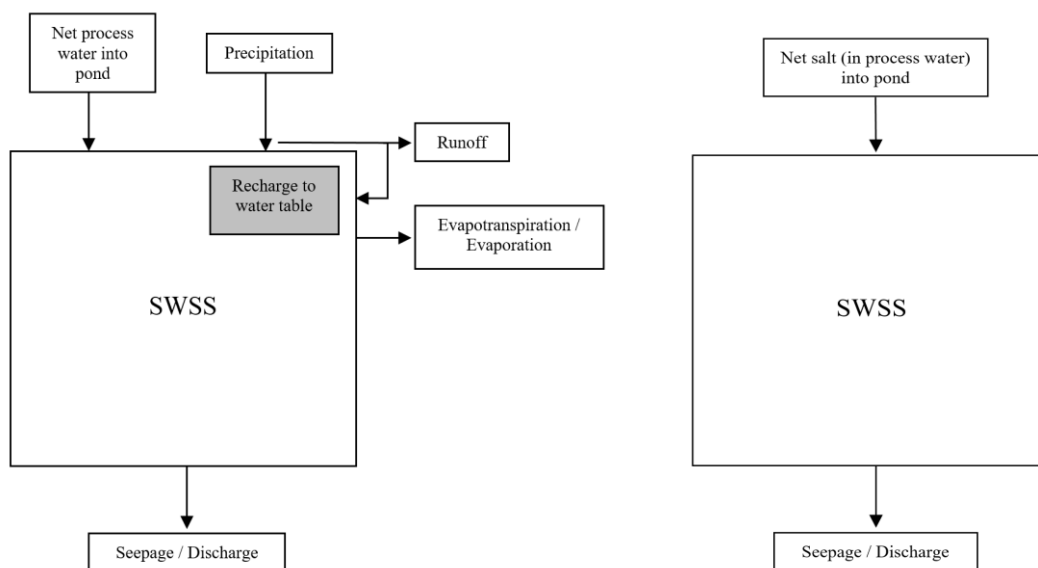 Net process
water into
pond
Precipitation
Runoff
Recharge to
water table
Evapotranspiration /
Evaporation
SWSS
Seepage / Discharge
Net salt (in process water)
into pond
SWSS
Seepage / Discharge